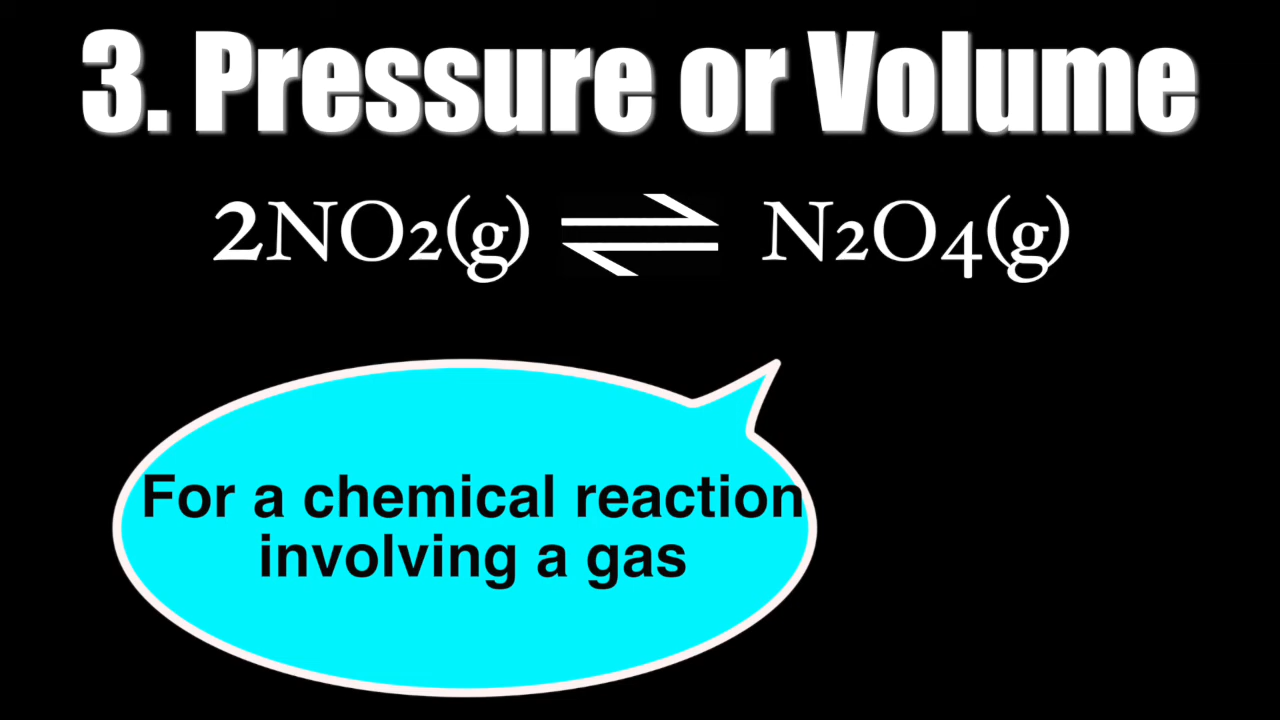 3. Pressure or Volume
2NO2(g) ⇌ N2O4(g)
For a chemical reaction
involving a gas